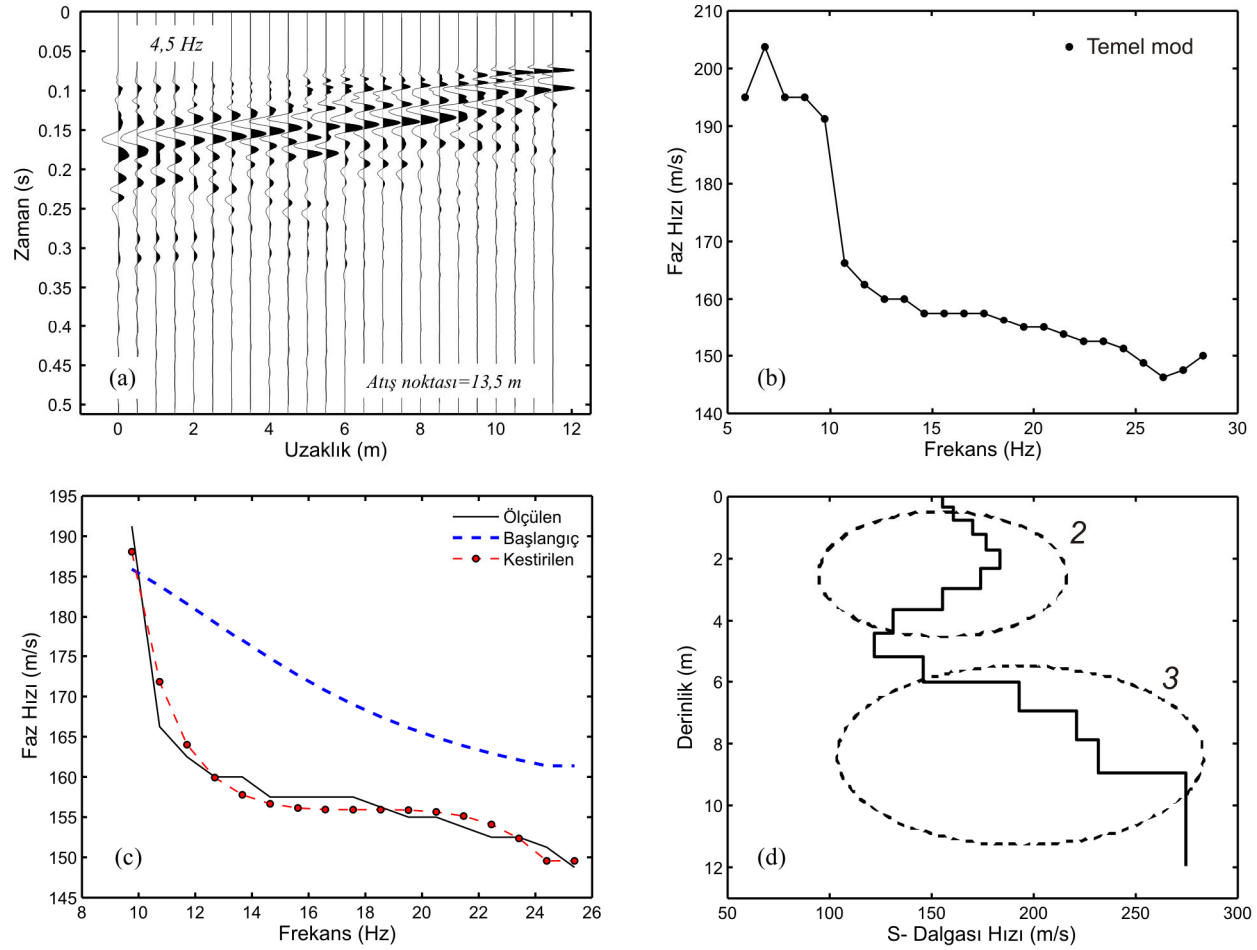 4,5 Hz
0
0.05
0.1
0.15
0.2
0.25
0.3
0.35
0.4
0.45
0.5
Zaman (s)
(a)
Atış noktası=13,5 m
0 2 4 6 8 10 12
Uzaklık (m)
210
200
190
180
170
160
150
140
Faz Hızı (m/s)
Temel mod
(b)
5 10 15 20 25 30
Frekans (Hz)
195
190
185
180
175
170
165
160
155
150
145
Faz Hızı (m/s)
Ölçülen
Başlangıç
Kestirilen
(c)
8 10 12 14 16 18 20 22 24 26
Frekans (Hz)
0
2
4
6
8
10
12
Derinlik (m)
2
3
(d)
50 100 150 200 250 300
S- Dalgası Hızı (m/s)